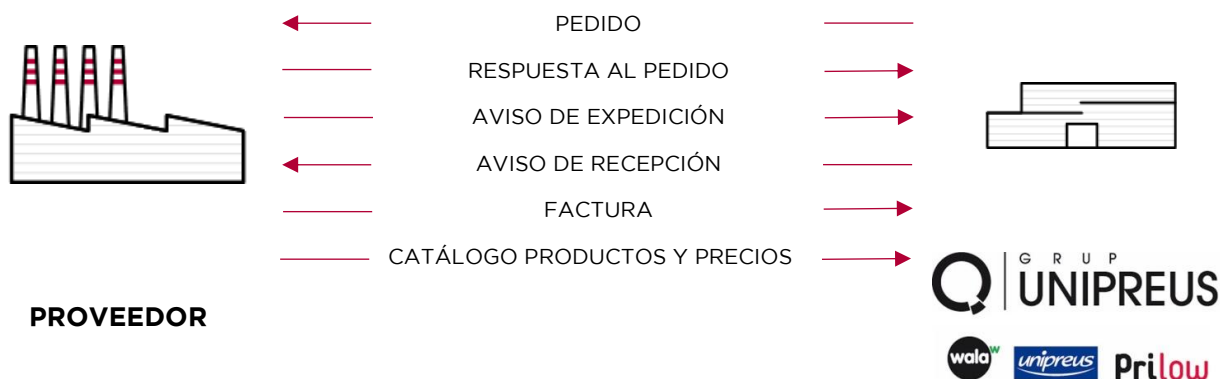 PEDIDO
RESPUESTA AL PEDIDO
AVISO DE EXPEDICIÓN
AVISO DE RECEPCIÓN
FACTURA
CATÁLOGO PRODUCTOS Y PRECIOS
PROVEEDOR
GRUP
UNIPREUS
wala w
unipreus
Prilow